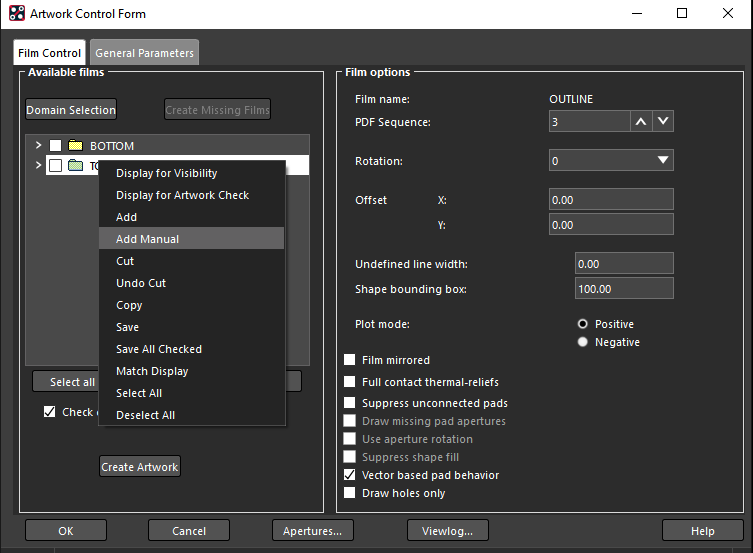 Artwork Control Form
Film Control
General Parameters
Available films
Domain Selection
Create Missing Films
BOTTOM
Display for Visibility
Display for Artwork Check
Add
Add Manual
Cut
Undo Cut
Copy
Save
Save All Checked
Match Display
Select All
Deselect All
Select all
Check
Create Artwork
Film options
Film name: OUTLINE
PDF Sequence: 3
Rotation: 0
Offset X: 0.00
Y: 0.00
Undefined line width: 0.00
Shape bounding box: 100.00
Plot mode: Positive
Negative
Film mirrored
Full contact thermal-reliefs
Suppress unconnected pads
Draw missing pad apertures
Use aperture rotation
Suppress shape fill
Vector based pad behavior
Draw holes only
OK
Cancel
Apertures...
Viewlog...
Help